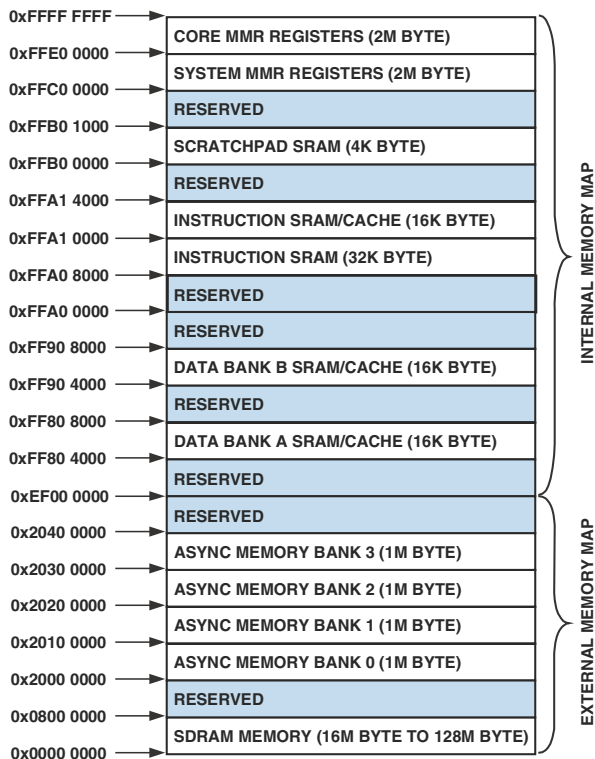 0xFFFF FFFF
CORE MMR REGISTERS (2M BYTE)
0xFFE0 0000
SYSTEM MMR REGISTERS (2M BYTE)
0xFFC0 0000
RESERVED
0xFFB0 1000
SCRATCHPAD SRAM (4K BYTE)
0xFFB0 0000
RESERVED
0xFFA1 4000
INSTRUCTION SRAM/CACHE (16K BYTE)
0xFFA1 0000
INSTRUCTION SRAM (32K BYTE)
0xFFA0 8000
RESERVED
0xFFA0 0000
RESERVED
0xFF90 8000
DATA BANK B SRAM/CACHE (16K BYTE)
0xFF90 4000
RESERVED
0xFF80 8000
DATA BANK A SRAM/CACHE (16K BYTE)
0xFF80 4000
RESERVED
0xEF00 0000
RESERVED
0x2040 0000
ASYNC MEMORY BANK 3 (1M BYTE)
0x2030 0000
ASYNC MEMORY BANK 2 (1M BYTE)
0x2020 0000
ASYNC MEMORY BANK 1 (1M BYTE)
0x2010 0000
ASYNC MEMORY BANK 0 (1M BYTE)
0x2000 0000
RESERVED
0x0800 0000
SDRAM MEMORY (16M BYTE TO 128M BYTE)
0x0000 0000
INTERNAL MEMORY MAP
EXTERNAL MEMORY MAP